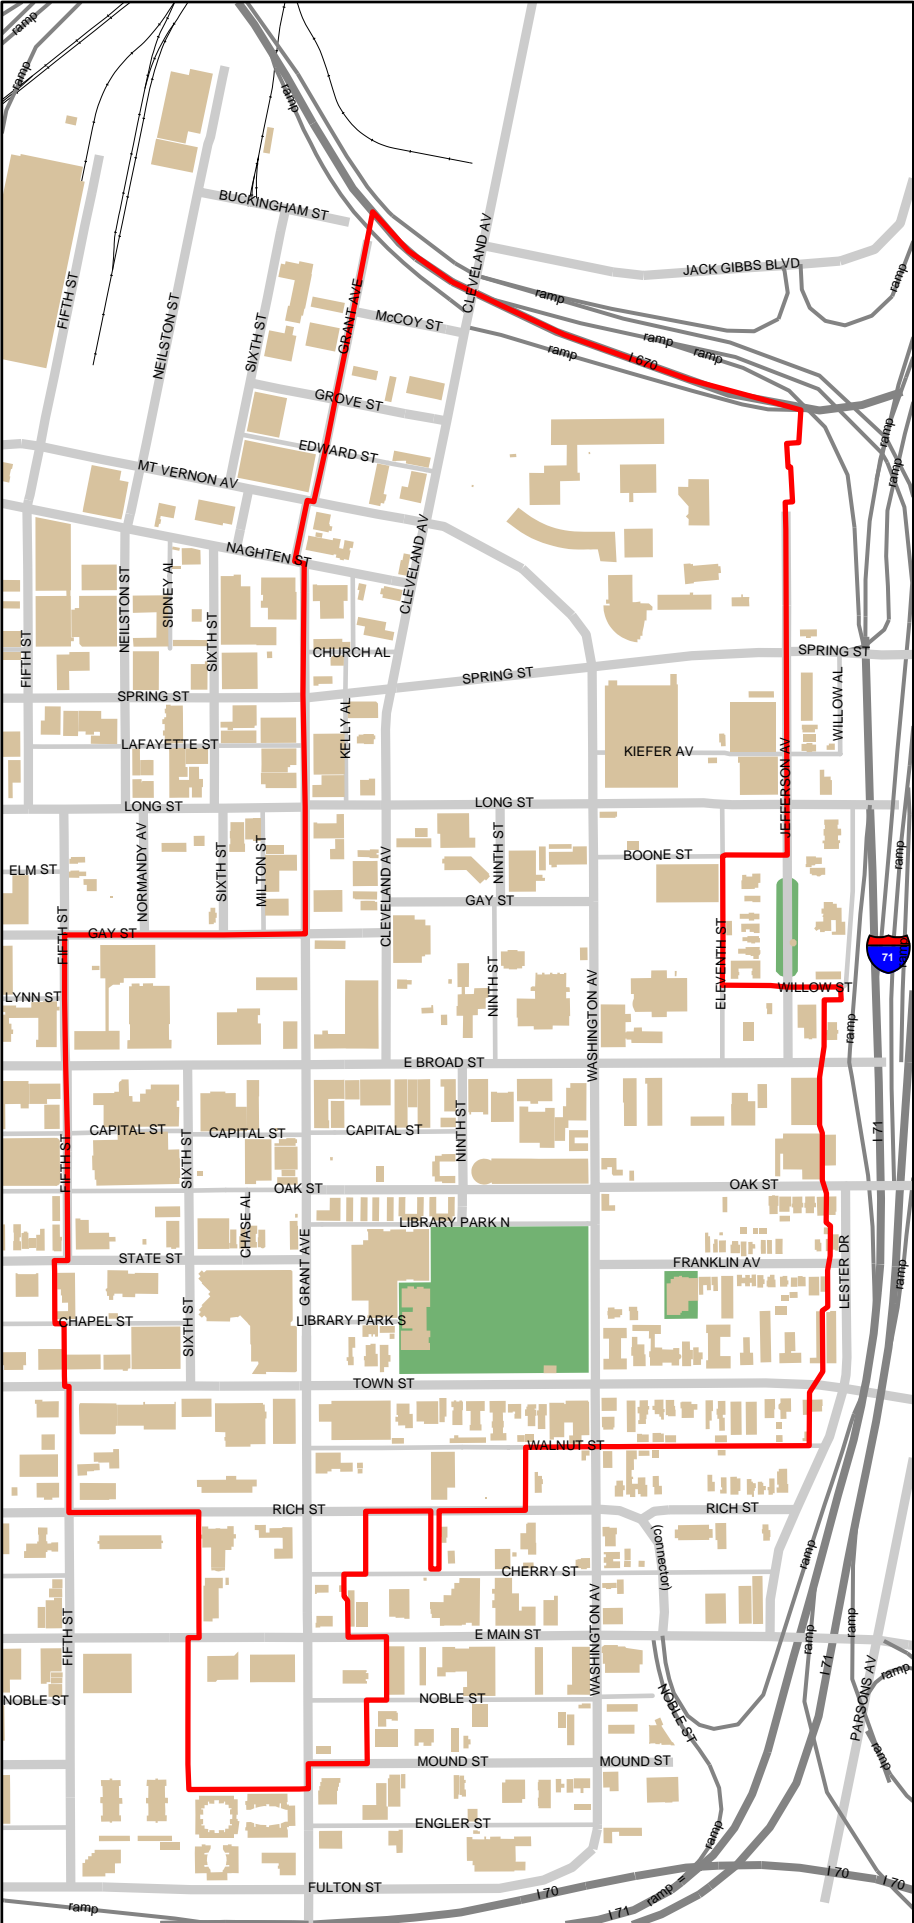 ramp
ramp
ramp
BUCKINGHAM ST
CLEVELAND AV
JACK GIBBS BLVD
ramp
FIFTH ST
NEILSTON ST
SIXTH ST
GRANT AVE
McCOY ST
ramp
ramp
ramp
ramp
I 670
GROVE ST
EDWARD ST
MT VERNON AV
ramp
ramp
NAGHTEN ST
CLEVELAND AV
NEILSTON ST
SIDNEY AL
SIXTH ST
FIFTH ST
CHURCH AL
SPRING ST
SPRING ST
SPRING ST
WILLOW AL
KELLY AL
LAFAYETTE ST
KIEFER AV
JEFFERSON AV
LONG ST
LONG ST
ELM ST
NORMANDY AV
SIXTH ST
MILTON ST
CLEVELAND AV
NINTH ST
BOONE ST
ramp
GAY ST
FIFTH ST
GAY ST
ELEVENTH ST
71
ramp
LYNN ST
NINTH ST
WASHINGTON AV
WILLOW ST
ramp
E BROAD ST
CAPITAL ST
CAPITAL ST
CAPITAL ST
NINTH ST
I 71
FIFTH ST
SIXTH ST
OAK ST
OAK ST
CHASE AL
LIBRARY PARK N
STATE ST
GRANT AVE
FRANKLIN AV
LESTER DR
ramp
CHAPEL ST
SIXTH ST
LIBRARY PARK S
TOWN ST
WALNUT ST
RICH ST
RICH ST
(connector)
ramp
CHERRY ST
FIFTH ST
E MAIN ST
WASHINGTON AV
ramp
ramp
I 71
PARSONS AV
ramp
NOBLE ST
NOBLE ST
NOBLE ST
MOUND ST
MOUND ST
ramp
ENGLER ST
ramp
FULTON ST
I 70
I 70
I 70
ramp
I 71
ramp